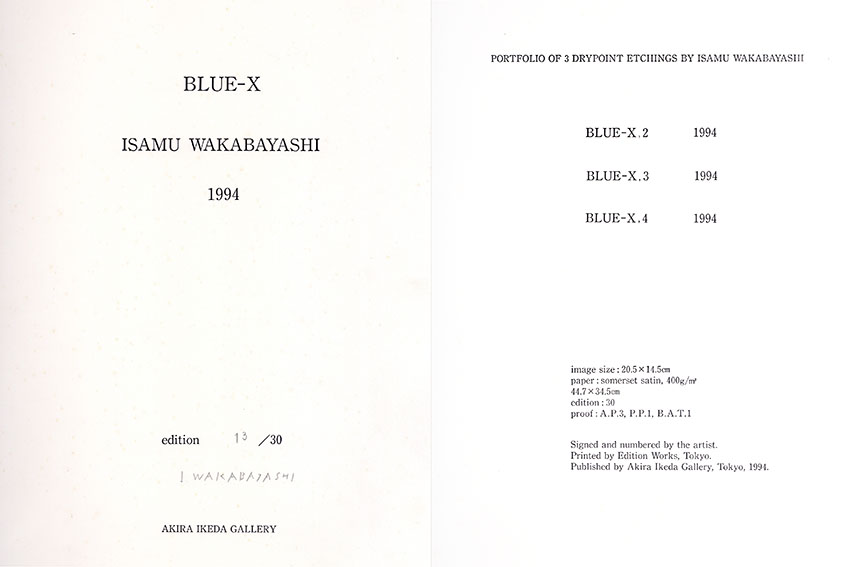 BLUE-X
ISAMU WAKABAYASHI
1994
edition 13 /30
I WAKABAYASHI
AKIRA IKEDA GALLERY
PORTFOLIO OF 3 DRYPOINT ETCHINGS BY ISAMU WAKABAYASHI
BLUE-X.2 1994
BLUE-X.3 1994
BLUE-X.4 1994
image size : 20.5×14.5㎝
paper : somerset satin, 400g/㎡
44.7×34.5㎝
edition : 30
proof : A.P.3, P.P.1, B.A.T.1
Signed and numbered by the artist.
Printed by Edition Works, Tokyo.
Published by Akira Ikeda Gallery, Tokyo, 1994.